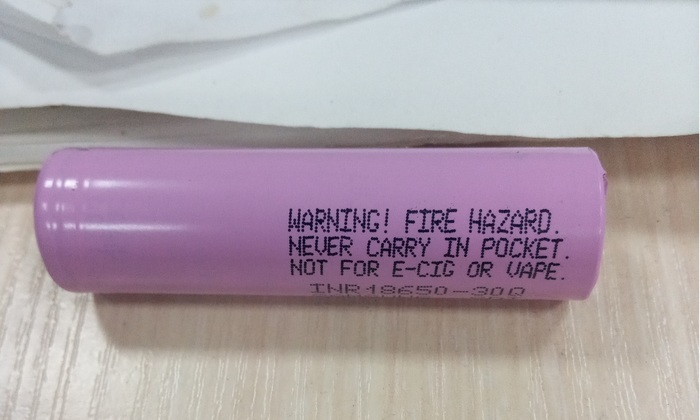 WARNING! FIRE HAZARD.
NEVER CARRY IN POCKET.
NOT FOR E-CIG OR VAPE.
INR18650-30Q